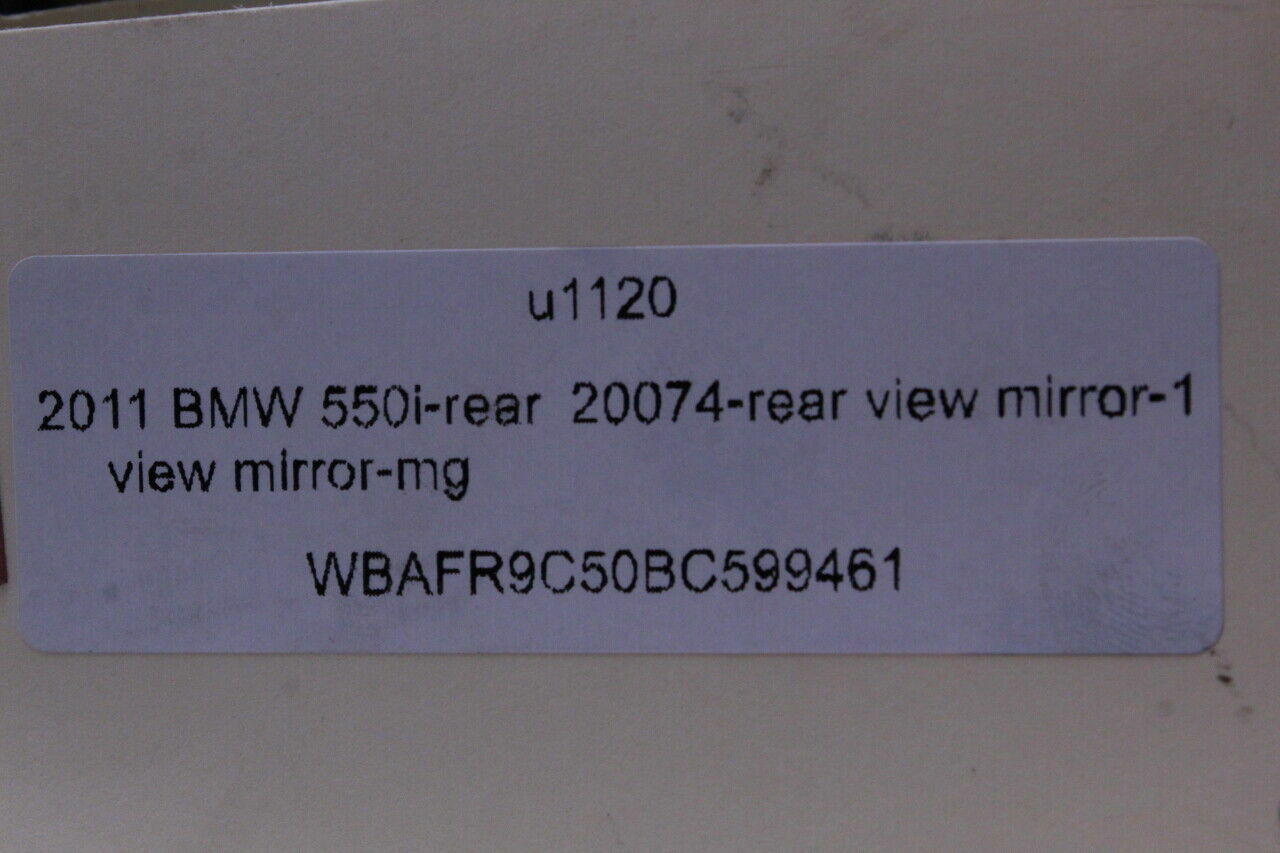 u1120
2011 BMW 550i-rear 20074-rear view mirror-1
view mirror-mg
WBAFR9C50BC599461